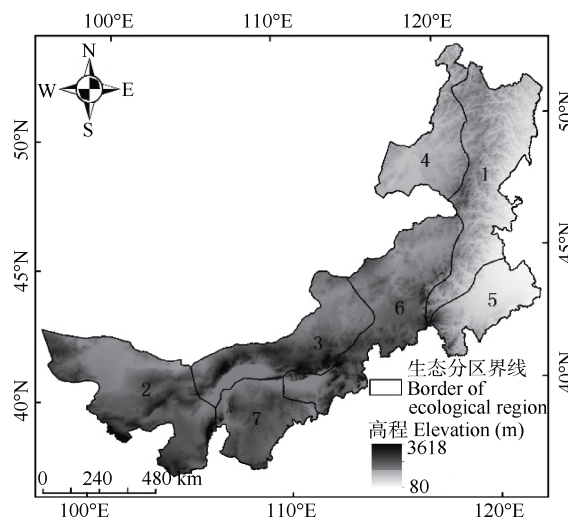 100°E 110°E 120°E
N
W E
S
50°N
50°N
4
1
45°N
45°N
5
6
3
生态分区界线
Border of
ecological region
2
40°N
40°N
7
高程 Elevation (m)
3618
80
0 240 480 km
100°E 110°E 120°E